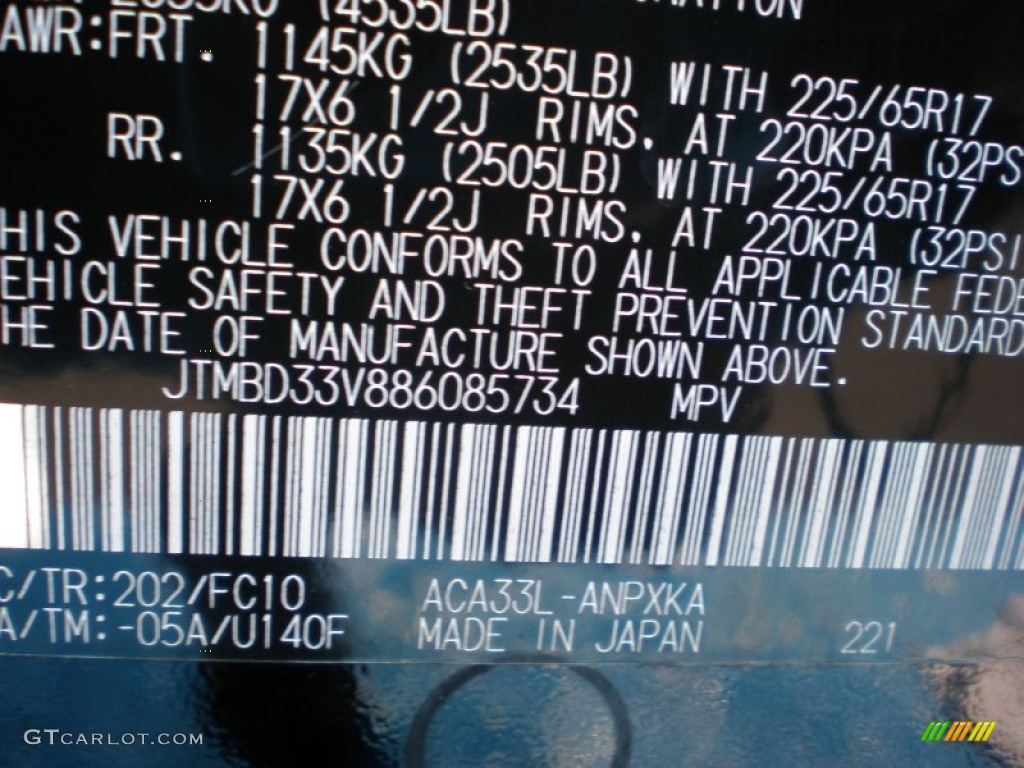 (4535LB)
AWR:FRT. 1145KG (2535LB) WITH 225/65R17
17X6 1/2J RIMS, AT 220KPA (32PS
RR. 1135KG (2505LB) WITH 225/65R17
17X6 1/2J RIMS, AT 220KPA (32PSI
HIS VEHICLE CONFORMS TO ALL APPLICABLE FEDE
EHICLE SAFETY AND THEFT PREVENTION STANDARD
HE DATE OF MANUFACTURE SHOWN ABOVE.
JTMBD33V886085734 MPV
C/TR:202/FC10 ACA33L-ANPXKA
A/TM:-05A/U140F MADE IN JAPAN 221
GTCARLOT.COM